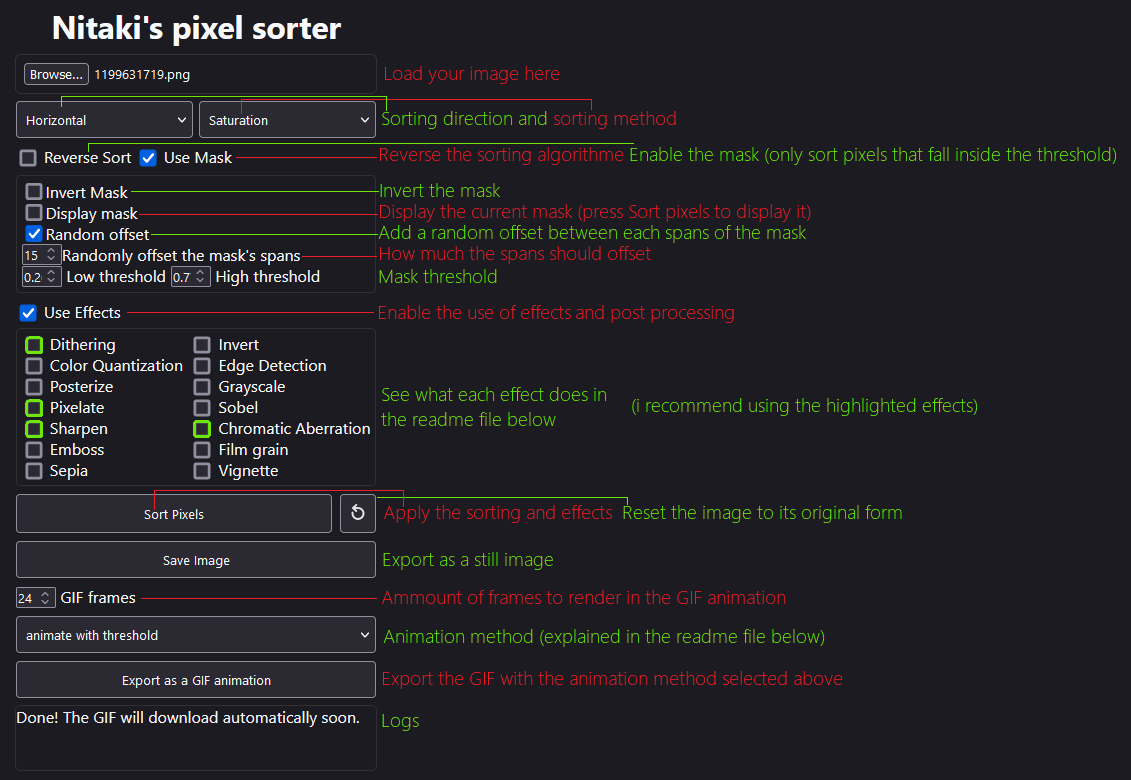 Nitaki's pixel sorter
Browse... 1199631719.png Load your image here
Horizontal Saturation Sorting direction and sorting method
Reverse Sort Use Mask Reverse the sorting algorithme Enable the mask (only sort pixels that fall inside the threshold)
Invert Mask Invert the mask
Display mask Display the current mask (press Sort pixels to display it)
Random offset Add a random offset between each spans of the mask
15 Randomly offset the mask's spans How much the spans should offset
0.2 Low threshold 0.7 High threshold Mask threshold
Use Effects Enable the use of effects and post processing
Dithering Invert
Color Quantization Edge Detection
Posterize Grayscale
Pixelate Sobel
Sharpen Chromatic Aberration
Emboss Film grain
Sepia Vignette
See what each effect does in
the readme file below
(i recommend using the highlighted effects)
Sort Pixels Apply the sorting and effects Reset the image to its original form
Save Image Export as a still image
24 GIF frames Ammount of frames to render in the GIF animation
animate with threshold Animation method (explained in the readme file below)
Export as a GIF animation Export the GIF with the animation method selected above
Done! The GIF will download automatically soon. Logs